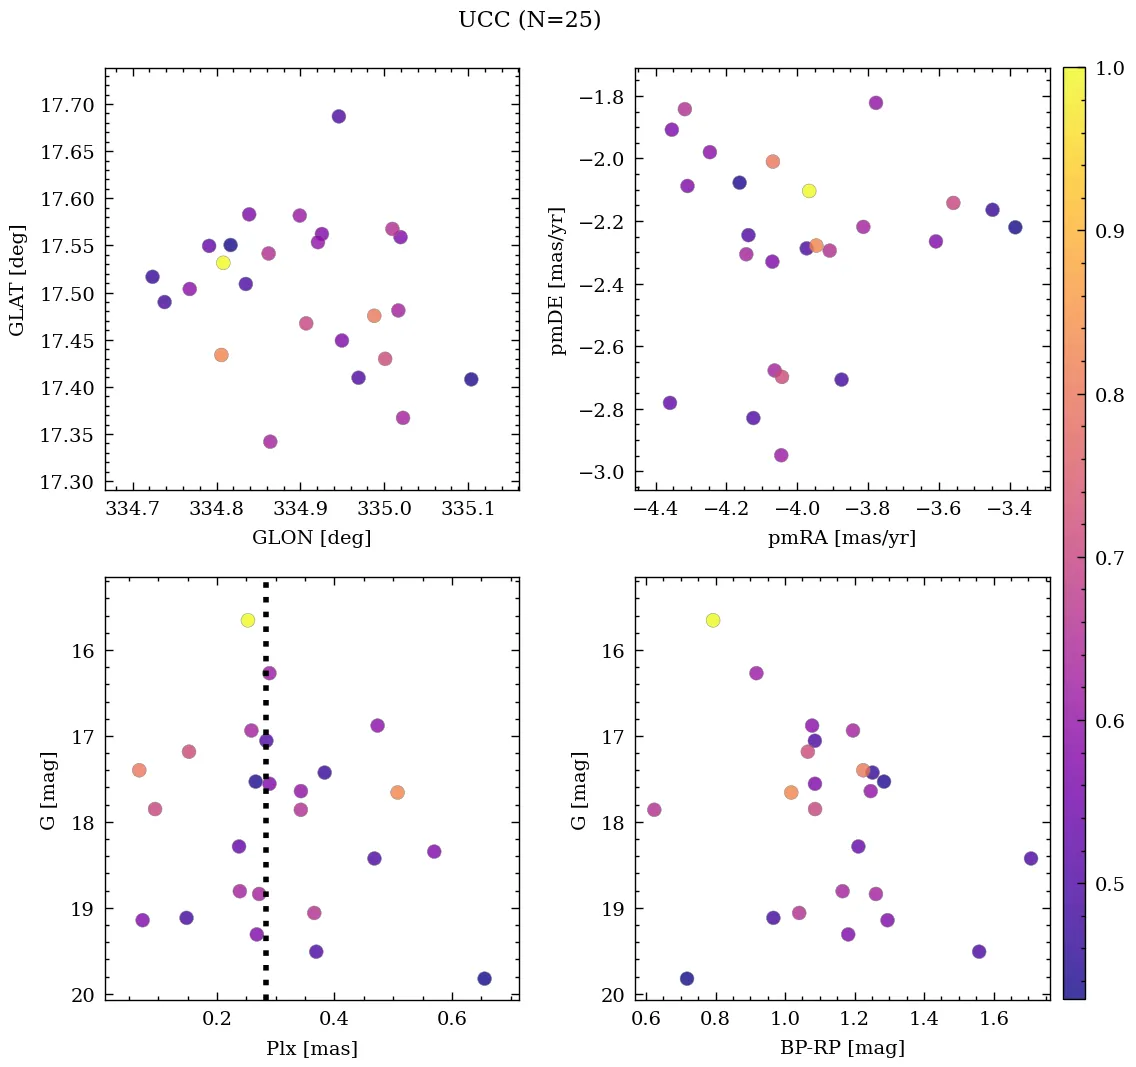 UCC (N=25)
17.70
17.65
17.60
17.55
17.50
17.45
17.40
17.35
17.30
GLAT [deg]
334.7 334.8 334.9 335.0 335.1
GLON [deg]
−1.8
−2.0
−2.2
−2.4
−2.6
−2.8
−3.0
pmDE [mas/yr]
−4.4 −4.2 −4.0 −3.8 −3.6 −3.4
pmRA [mas/yr]
1.0
0.9
0.8
0.7
0.6
0.5
16
17
18
19
20
G [mag]
0.2 0.4 0.6
Plx [mas]
16
17
18
19
20
G [mag]
0.6 0.8 1.0 1.2 1.4 1.6
BP-RP [mag]